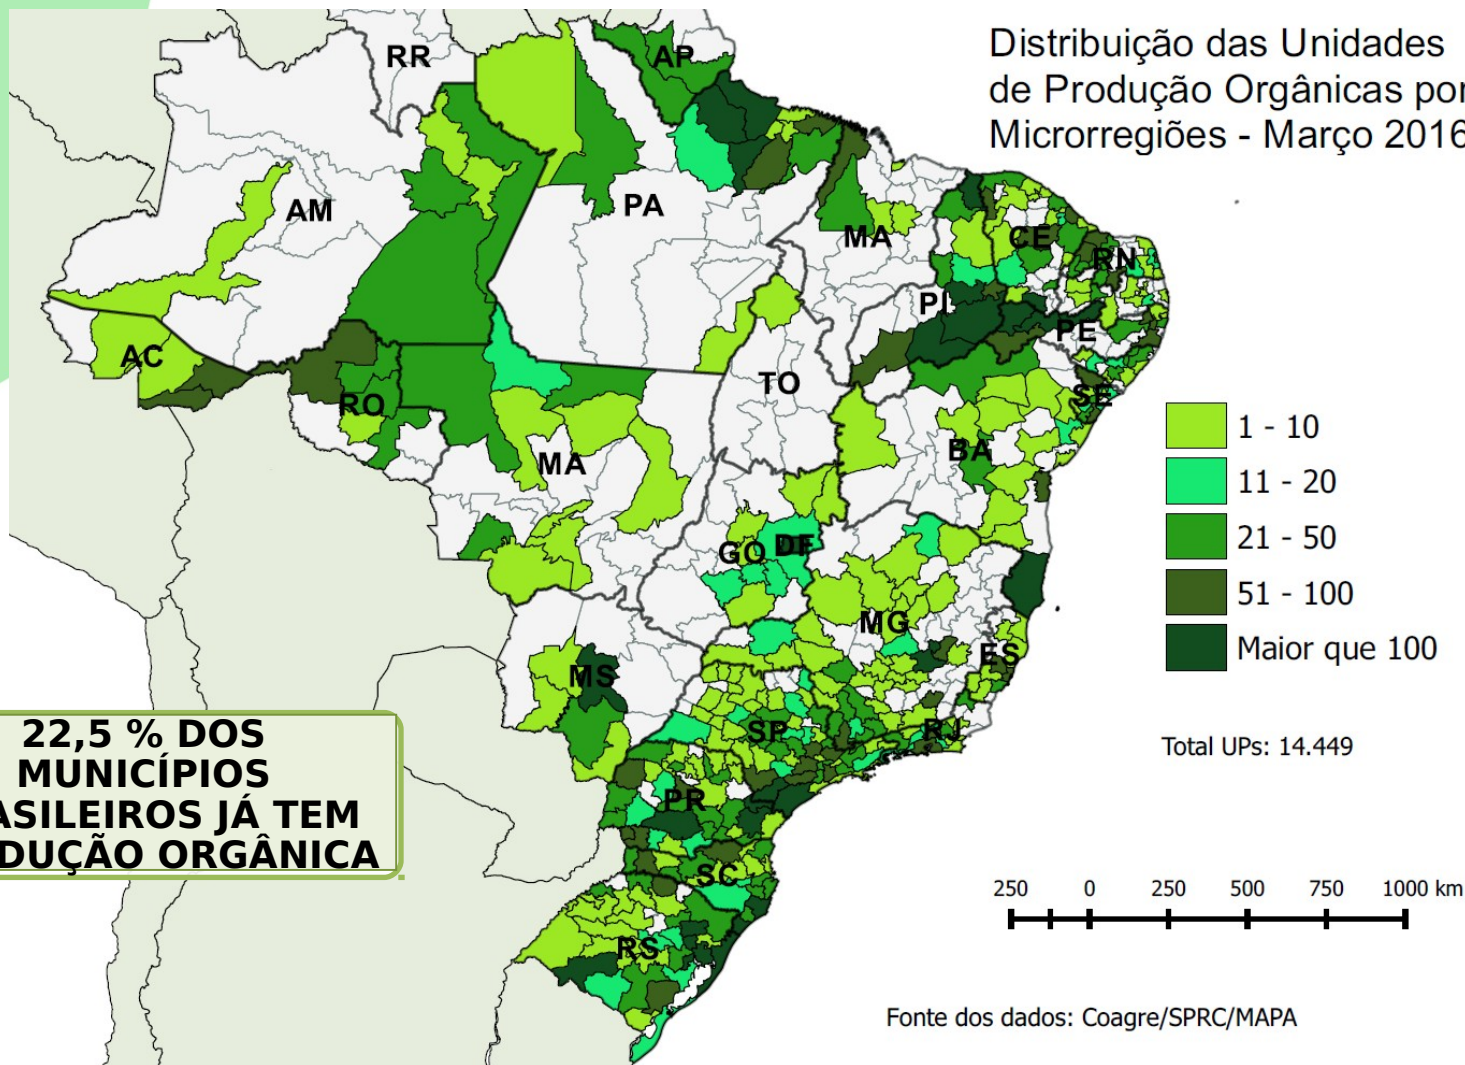 Distribuição das Unidades
de Produção Orgânicas por
Microrregiões - Março 2016
RR
AP
AM
PA
MA
CE
RN
PI
PE
AC
TO
SE
RO
BA
MA
GO
DF
MG
ES
MS
SP
RJ
PR
SC
RS
1 - 10
11 - 20
21 - 50
51 - 100
Maior que 100
22,5 % DOS
MUNICÍPIOS
ASILEIROS JÁ TEM
DUÇÃO ORGÂNICA
Total UPs: 14.449
250 0 250 500 750 1000 km
Fonte dos dados: Coagre/SPRC/MAPA